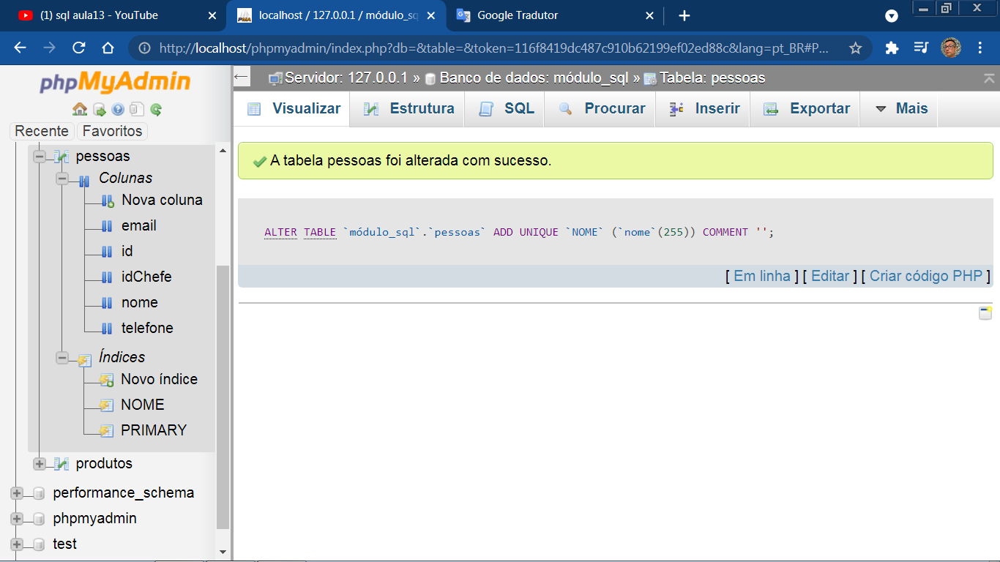 (1) sql aula13 - YouTube
localhost / 127.0.0.1 / módulo_sq
Google Tradutor
http://localhost/phpmyadmin/index.php?db=&table=&token=116f8419dc487c910b62199ef02ed88c&lang=pt_BR#P...
phpMyAdmin
Recente
Favoritos
pessoas
Colunas
Nova coluna
email
id
idChefe
nome
telefone
Índices
Novo índice
NOME
PRIMARY
produtos
performance_schema
phpmyadmin
test
Servidor: 127.0.0.1 » Banco de dados: módulo_sql » Tabela: pessoas
Visualizar
Estrutura
SQL
Procurar
Inserir
Exportar
Mais
A tabela pessoas foi alterada com sucesso.
ALTER TABLE `módulo_sql`.`pessoas` ADD UNIQUE `NOME` (`nome`(255)) COMMENT '';
[ Em linha ] [ Editar ] [ Criar código PHP ]